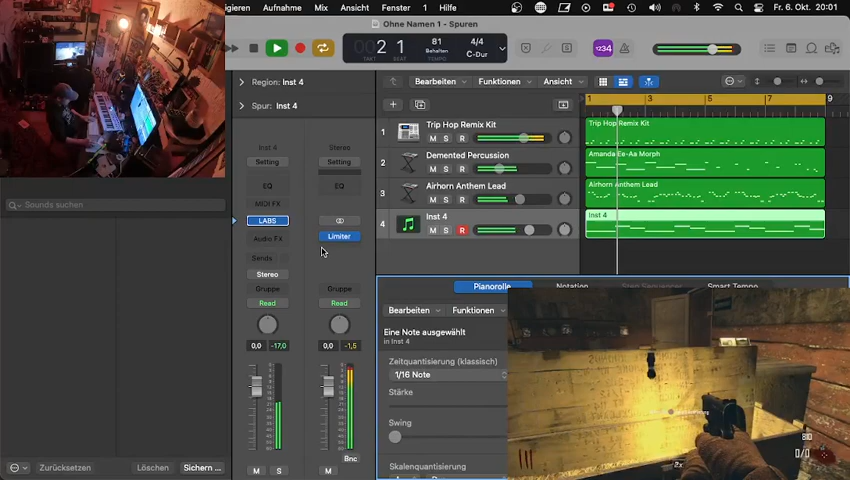 igieren Aufnahme Mix Ansicht Fenster 1 Hilfe Fr. 6. Okt. 20:01
Ohne Namen 1 - Spuren
2 1 81 Behalten TEMPO 4/4 C-Dur
1234
Region: Inst 4
Spur: Inst 4
Bearbeiten Funktionen Ansicht
1 3 5 7 9
Inst 4 Stereo
Setting Setting
EQ EQ
MIDI FX
LABS
Audio FX Limiter
Sends
Stereo
Gruppe Gruppe
Read Read
0,0 -17,0 0,0 -1,5
Bnc
M S M
1 Trip Hop Remix Kit
M S R
2 Demented Percussion
M S R
3 Airhorn Anthem Lead
M S R
4 Inst 4
M S R
Trip Hop Remix Kit
Amanda Ee-Aa Morph
Airhorn Anthem Lead
Inst 4
Sounds suchen
Zurücksetzen Löschen Sichern ...
Pianorolle Notation Step Sequencer Smart Tempo
Bearbeiten Funktionen
Eine Note ausgewählt
in Inst 4
Zeitquantisierung (klassisch)
1/16 Note
Stärke
Swing
Skalenquantisierung
2x
0/0